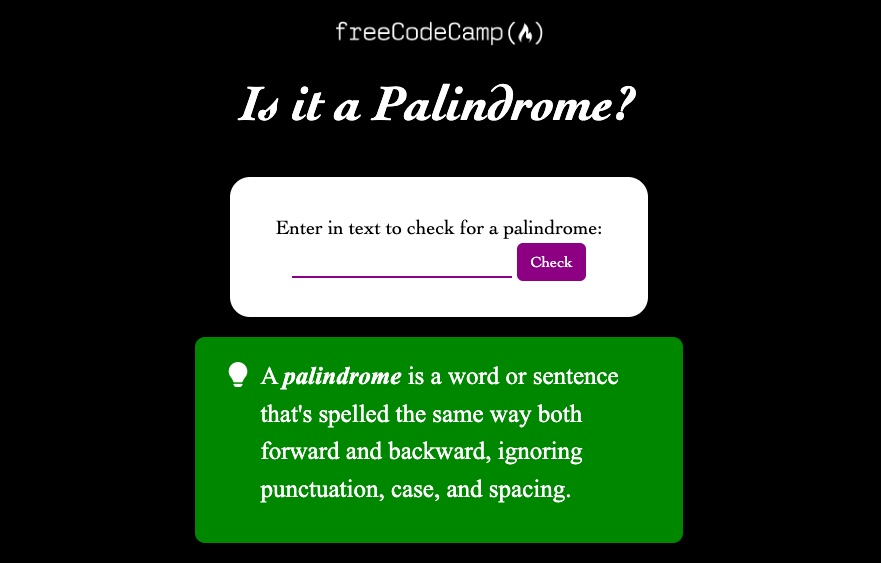 freeCodeCamp(🔥)
Is it a Palindrome?
Enter in text to check for a palindrome:
Check
A palindrome is a word or sentence
that's spelled the same way both
forward and backward, ignoring
punctuation, case, and spacing.